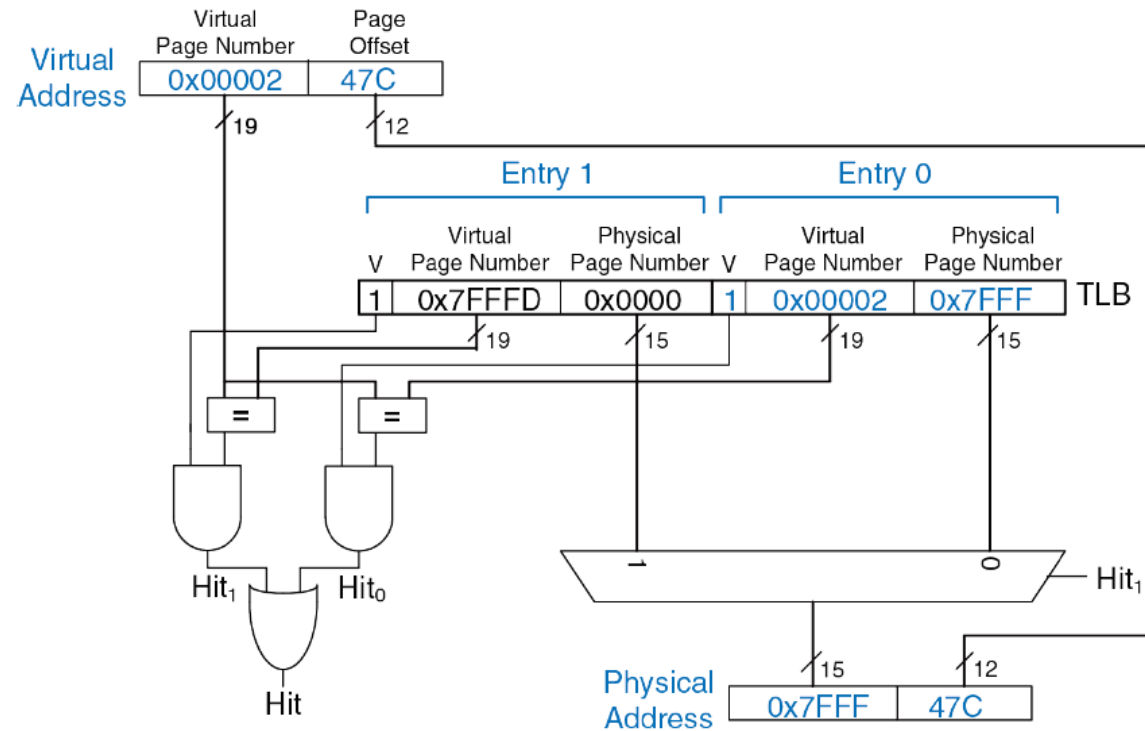 Virtual
Page Number
Page
Offset
Virtual
Address
0x00002
47C
19
12
Entry 1
Entry 0
V
Virtual
Page Number
Physical
Page Number
V
Virtual
Page Number
Physical
Page Number
1
0x7FFFD
0x0000
1
0x00002
0x7FFF
TLB
19
15
19
15
=
=
1
0
Hit1
Hit1
Hit0
Hit
15
12
Physical
Address
0x7FFF
47C